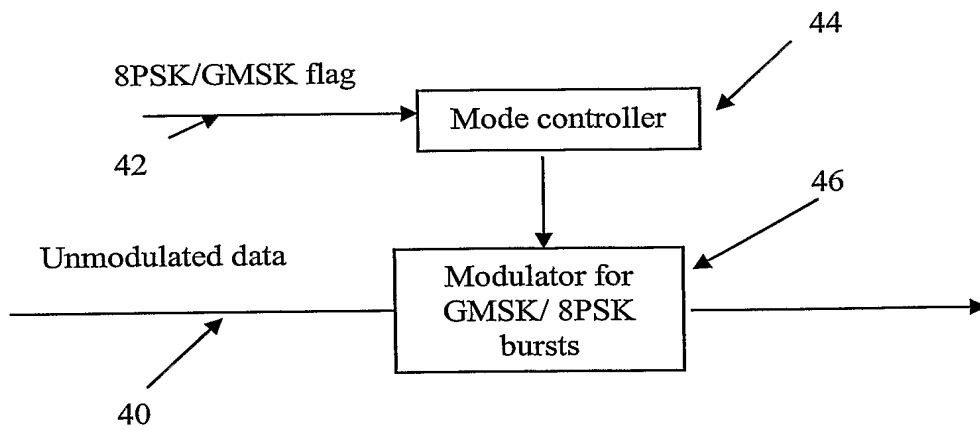 44
8PSK/GMSK flag
Mode controller
42
46
Unmodulated data
Modulator for
GMSK/ 8PSK
bursts
40